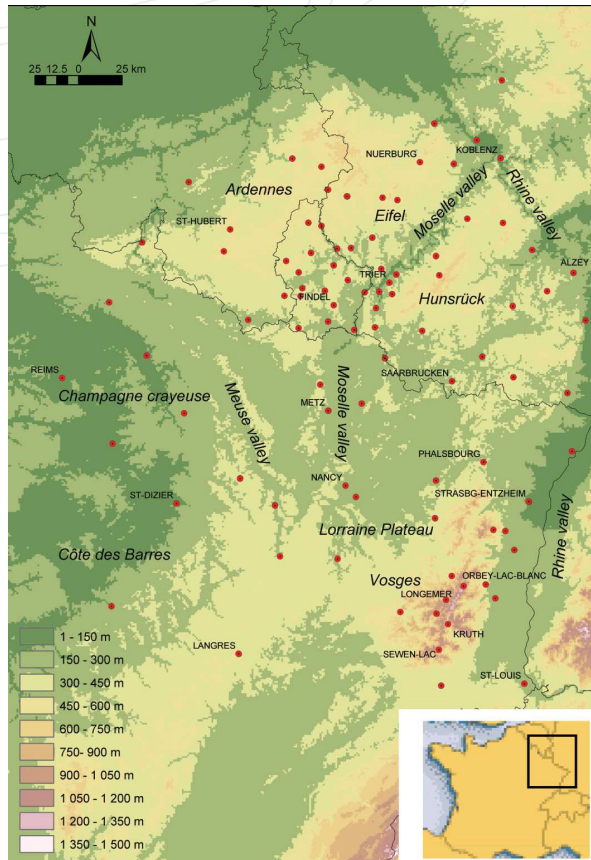 N
25 12.5 0 25 km
NUERBURG
KOBLENZ
Ardennes
Eifel
Moselle valley
Rhine valley
ST-HUBERT
ALZEY
TRIER
FINDEL
Hunsrück
REIMS
SAARBRUCKEN
Champagne crayeuse
Meuse valley
Moselle valley
METZ
PHALSBOURG
NANCY
ST-DIZIER
STRASBG-ENTZHEIM
Lorraine Plateau
Côte des Barres
Rhine valley
Vosges
ORBEY-LAC-BLANC
LONGEMER
KRUTH
LANGRES
SEWEN-LAC
ST-LOUIS
1 - 150 m
150 - 300 m
300 - 450 m
450 - 600 m
600 - 750 m
750- 900 m
900 - 1 050 m
1 050 - 1 200 m
1 200 - 1 350 m
1 350 - 1 500 m